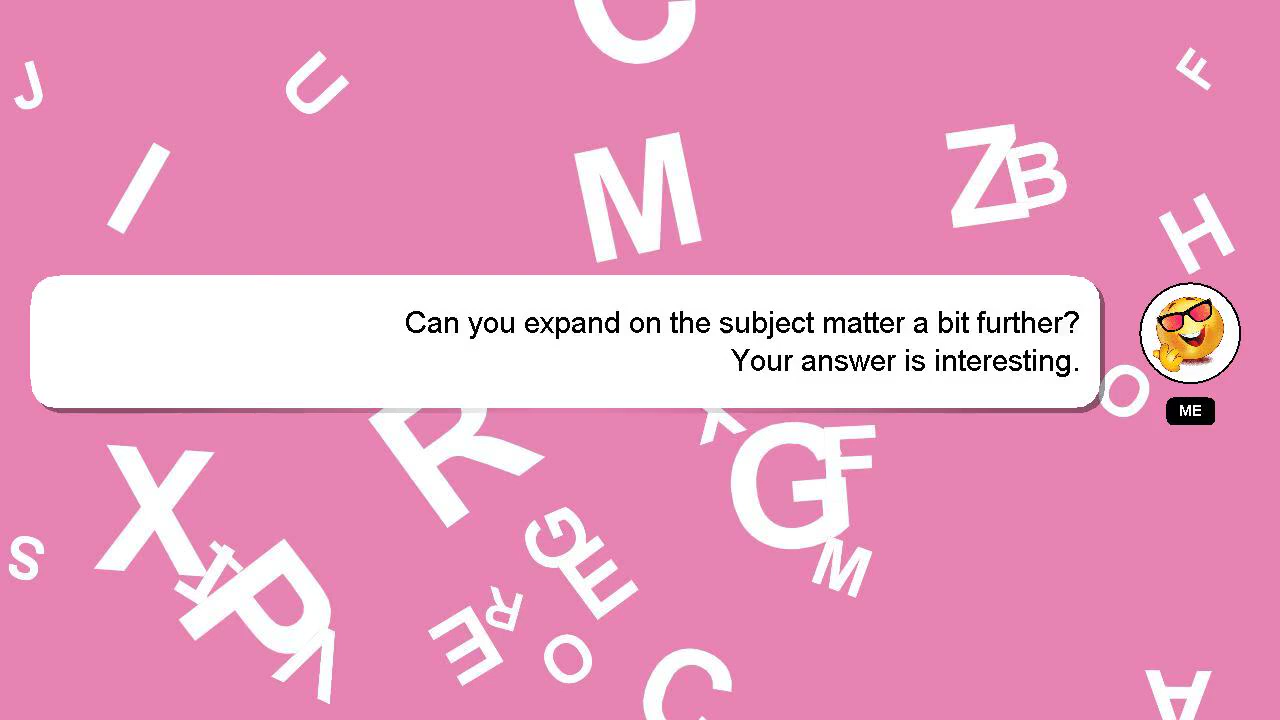 C
J
U
F
I
M
Z
B
H
Can you expand on the subject matter a bit further?
Your answer is interesting.
O
ME
R
X
G
F
X
S
G
E
M
P
V
R
E
O
C
A